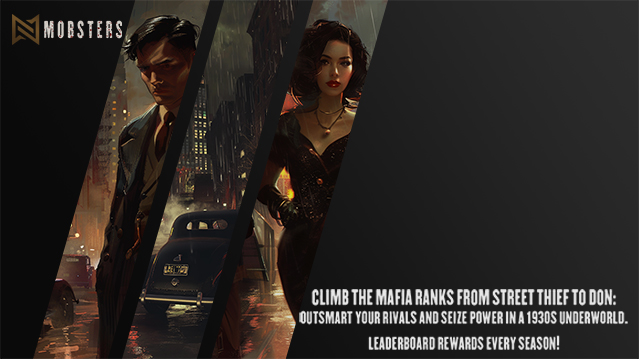 MOBSTERS
CLIMB THE MAFIA RANKS FROM STREET THIEF TO DON:
OUTSMART YOUR RIVALS AND SEIZE POWER IN A 1930S UNDERWORLD.
LEADERBOARD REWARDS EVERY SEASON!